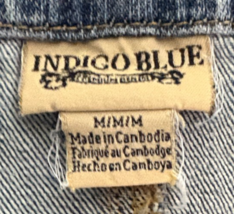 INDIGO BLUE
M/M/M
Made in Cambodia
Fabriqué au Cambodge
Hecho en Camboya